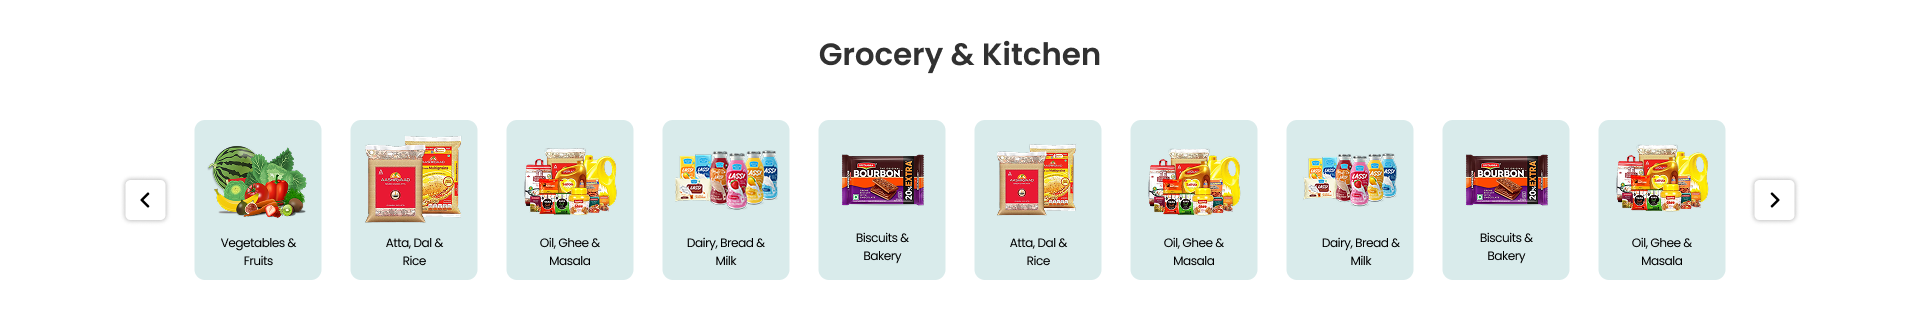 Grocery & Kitchen
AASHIRVAAD
LASSI
LASSI
LASSI
BOURBON
20% EXTRA
BOURBON
20% EXTRA
Vegetables &
Fruits
Atta, Dal &
Rice
Oil, Ghee &
Masala
Dairy, Bread &
Milk
Biscuits &
Bakery
Atta, Dal &
Rice
Oil, Ghee &
Masala
Dairy, Bread &
Milk
Biscuits &
Bakery
Oil, Ghee &
Masala